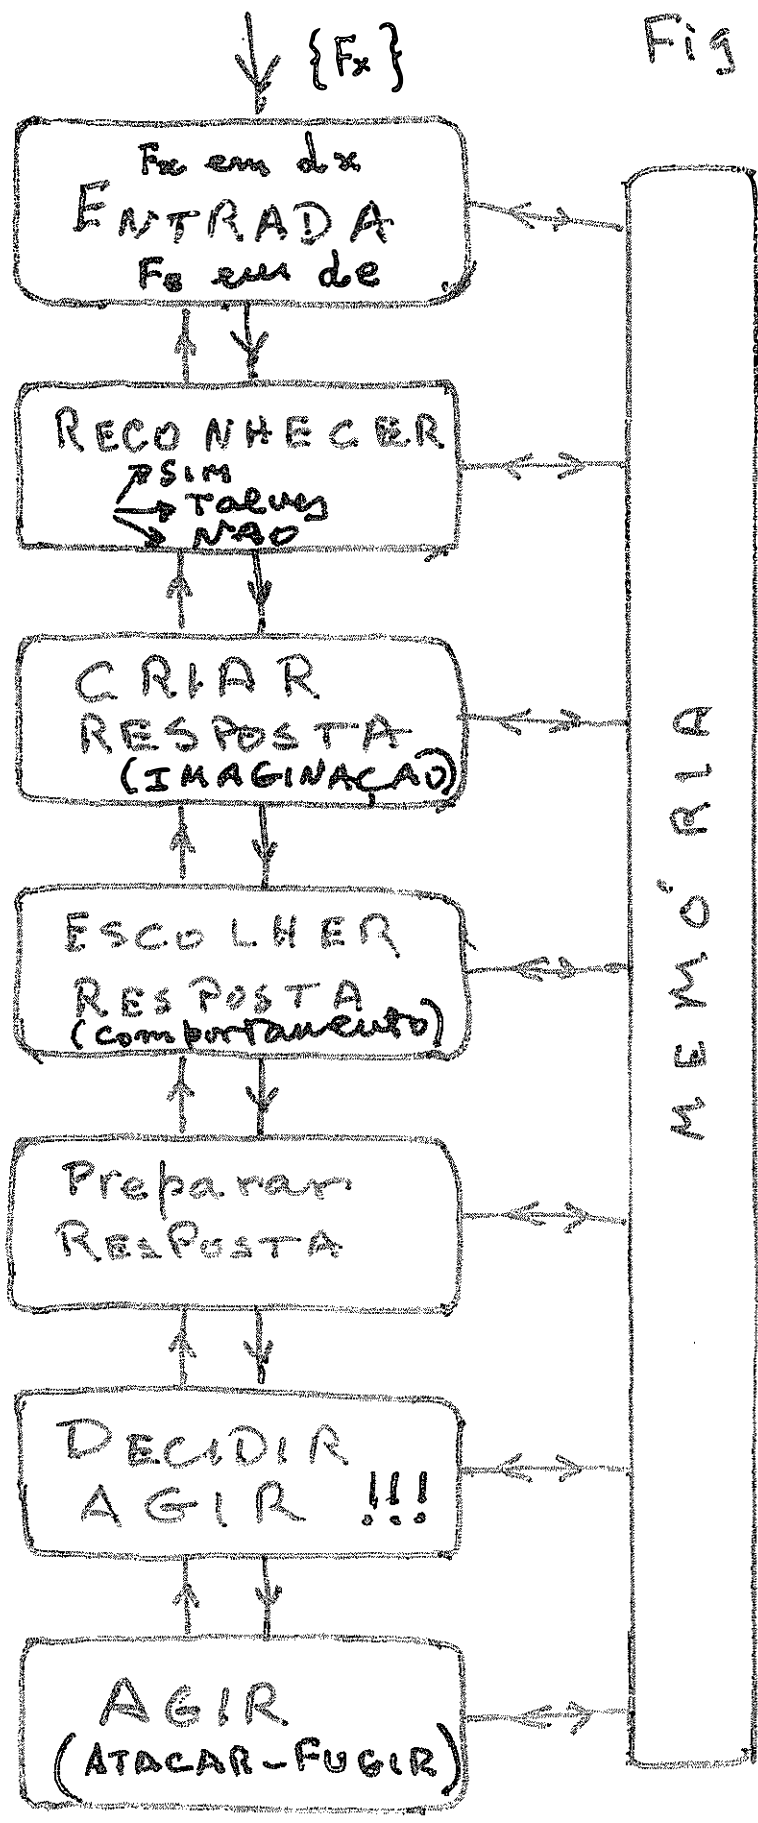 {Fx}
Fig
Fx em dx
ENTRADA
Fe em de
RECONHECER
SIM
Talvez
NÃO
CRIAR
RESPOSTA
(IMAGINAÇÃO)
ESCOLHER
RESPOSTA
(comportamento)
Preparar
RESPOSTA
DECIDIR
AGIR !!!
AGIR
(ATACAR-FUGIR)
MEMÓRIA